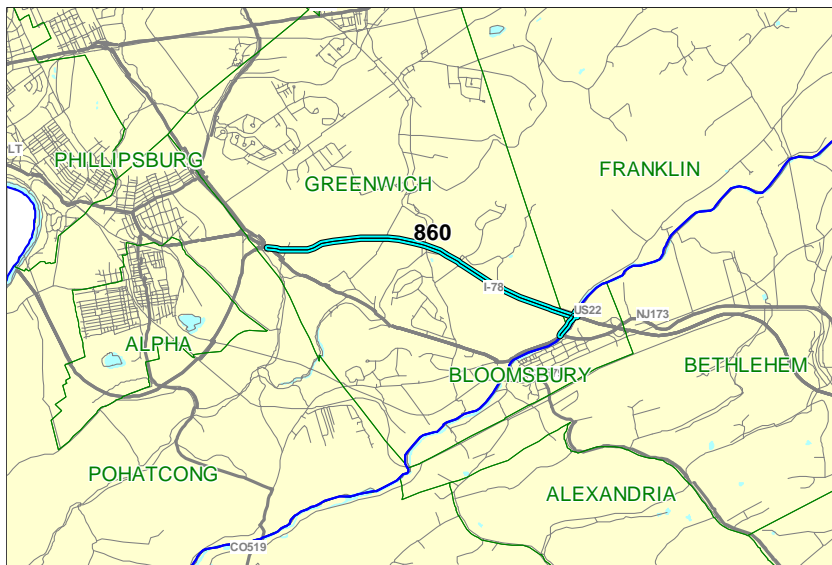 LT
PHILLIPSBURG
FRANKLIN
GREENWICH
860
I-78
US22
NJ173
ALPHA
BLOOMSBURY
BETHLEHEM
POHATCONG
ALEXANDRIA
CO519